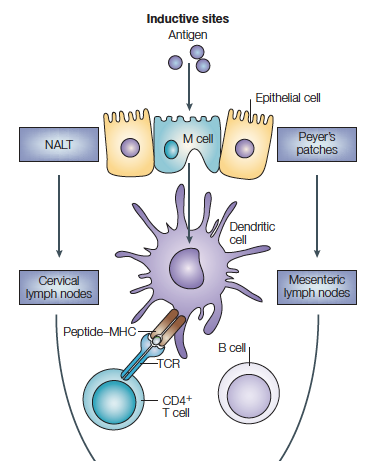 Inductive sites
Antigen
Epithelial cell
NALT
M cell
Peyer's
patches
Dendritic
cell
Cervical
lymph nodes
Mesenteric
lymph nodes
Peptide–MHC
TCR
B cell
CD4+
T cell